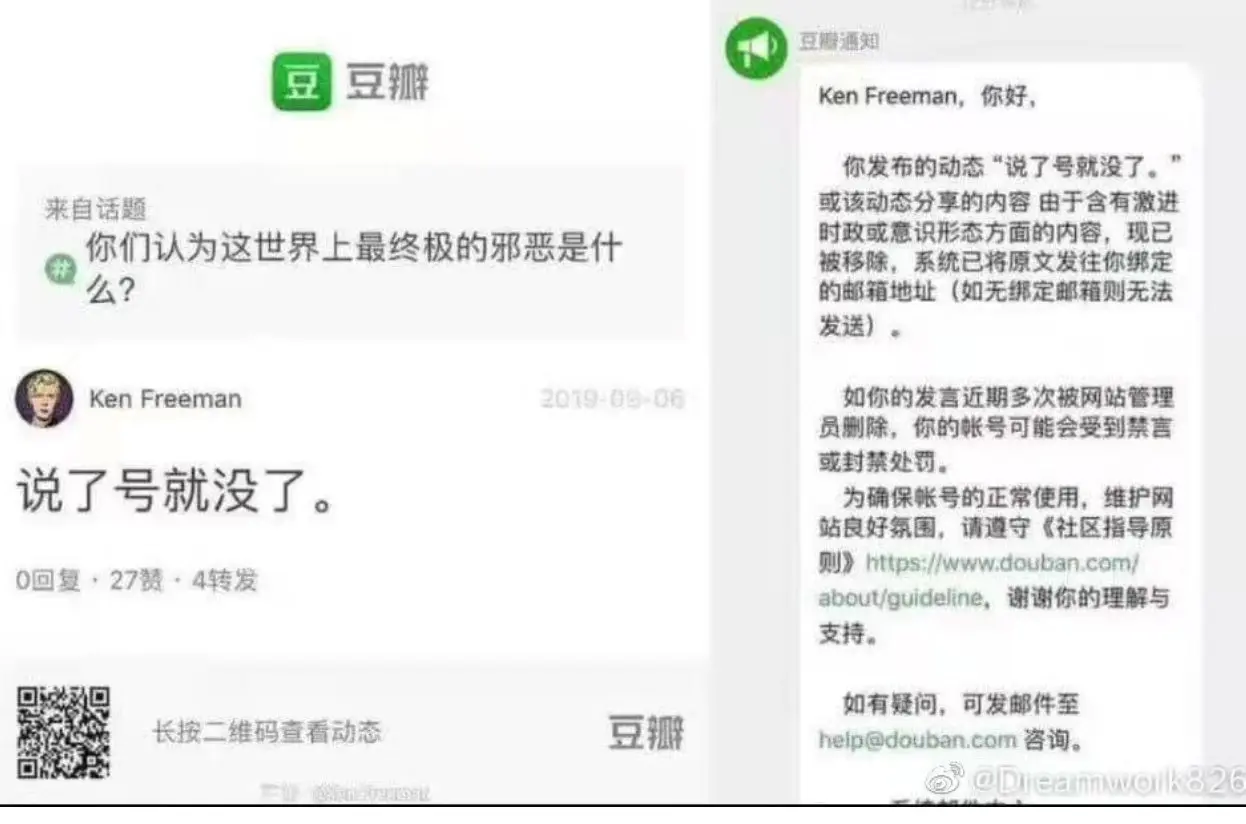 豆 豆瓣
来自话题
你们认为这世界上最终极的邪恶是什
么?
Ken Freeman
2019-09-06
说了号就没了。
0回复 · 27赞 · 4转发
长按二维码查看动态
豆瓣
豆瓣通知
Ken Freeman，你好，
你发布的动态“说了号就没了。”
或该动态分享的内容 由于含有激进
时政或意识形态方面的内容，现已
被移除，系统已将原文发往你绑定
的邮箱地址（如无绑定邮箱则无法
发送）。
如你的发言近期多次被网站管理
员删除，你的帐号可能会受到禁言
或封禁处罚。
为确保帐号的正常使用，维护网
站良好氛围，请遵守《社区指导原
则》https://www.douban.com/
about/guideline，谢谢你的理解与
支持。
如有疑问，可发邮件至
help@douban.com 咨询。
@Dreamwork826